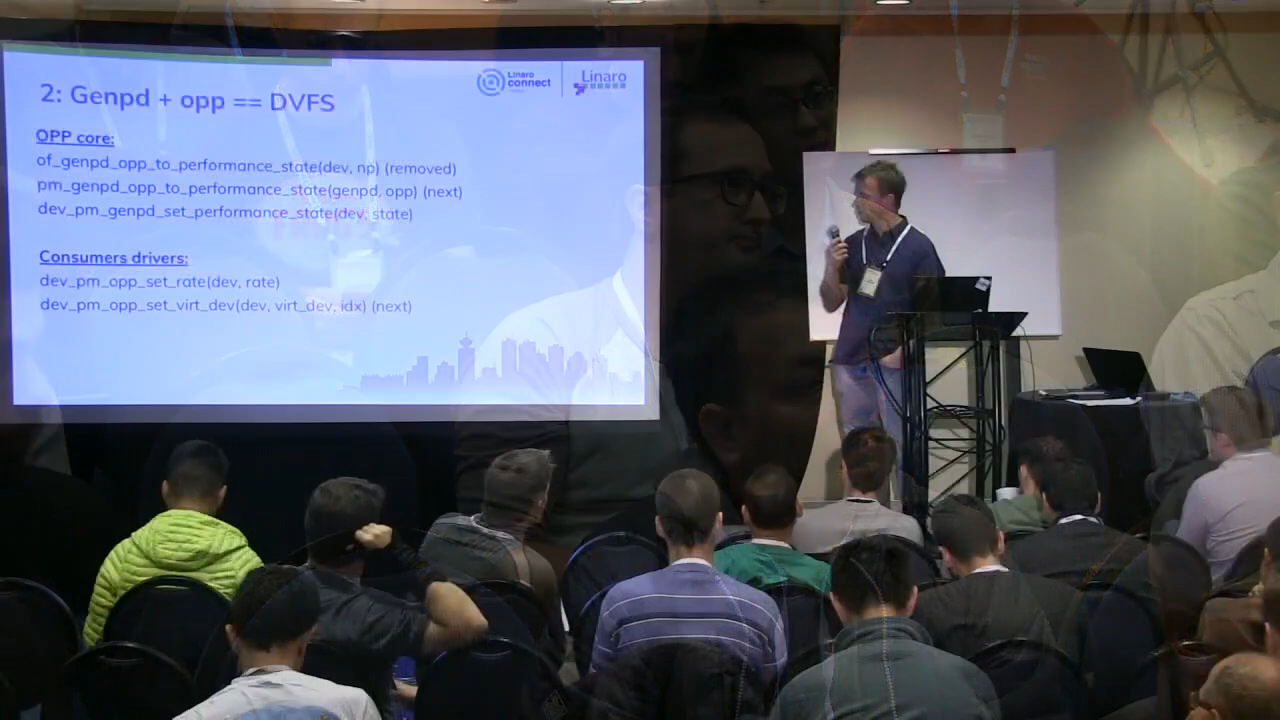 2: Genpd + opp == DVFS
Linaro
connect
Linaro
OPP core:
of_genpd_opp_to_performance_state(dev, np) (removed)
pm_genpd_opp_to_performance_state(genpd, opp) (next)
dev_pm_genpd_set_performance_state(dev, state)
Consumers drivers:
dev_pm_opp_set_rate(dev, rate)
dev_pm_opp_set_virt_dev(dev, virt_dev, idx) (next)